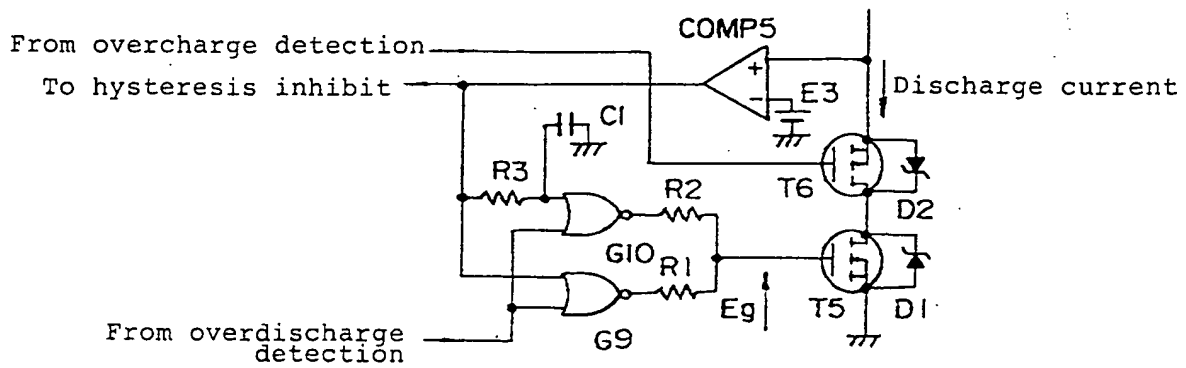 COMP5
From overcharge detection
To hysteresis inhibit
+
−
E3
Discharge current
C1
R3
R2
T6
D2
G10
R1
Eg
T5
D1
From overdischarge
detection
G9